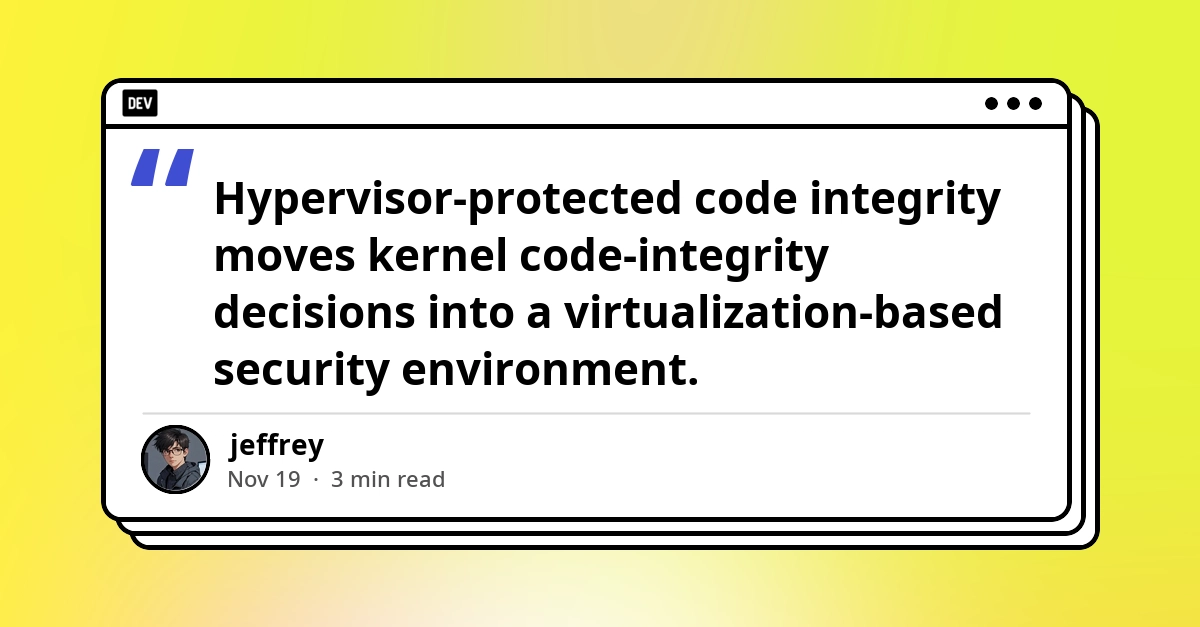 DEV
“
Hypervisor-protected code integrity
moves kernel code-integrity
decisions into a virtualization-based
security environment.
jeffrey
Nov 19 · 3 min read